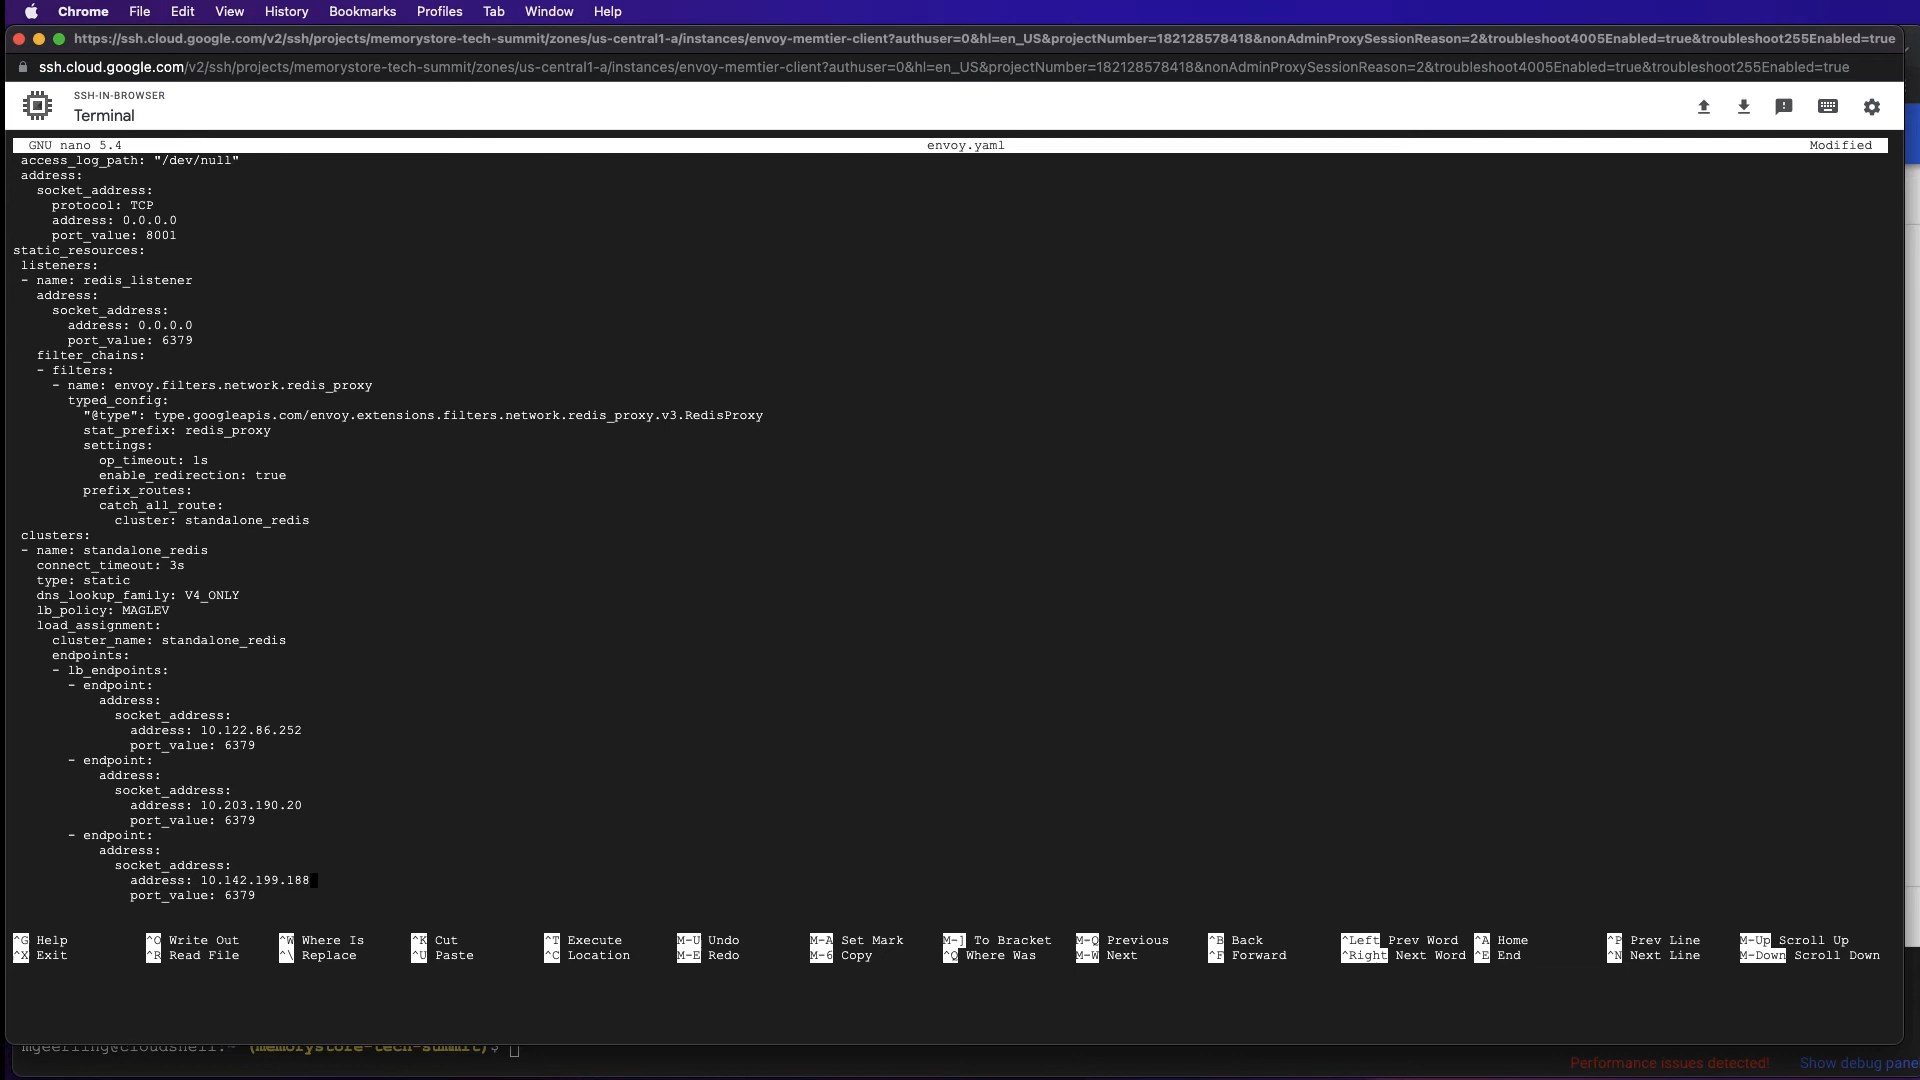 Chrome File Edit View History Bookmarks Profiles Tab Window Help
https://ssh.cloud.google.com/v2/ssh/projects/memorystore-tech-summit/zones/us-central1-a/instances/envoy-memtier-client?authuser=0&hl=en_US&projectNumber=182128578418&nonAdminProxySessionReason=2&troubleshoot4005Enabled=true&troubleshoot255Enabled=true
ssh.cloud.google.com/v2/ssh/projects/memorystore-tech-summit/zones/us-central1-a/instances/envoy-memtier-client?authuser=0&hl=en_US&projectNumber=182128578418&nonAdminProxySessionReason=2&troubleshoot4005Enabled=true&troubleshoot255Enabled=true
SSH-IN-BROWSER
Terminal
GNU nano 5.4 envoy.yaml Modified
access_log_path: "/dev/null"
address:
socket_address:
protocol: TCP
address: 0.0.0.0
port_value: 8001
static_resources:
listeners:
- name: redis_listener
address:
socket_address:
address: 0.0.0.0
port_value: 6379
filter_chains:
- filters:
- name: envoy.filters.network.redis_proxy
typed_config:
"@type": type.googleapis.com/envoy.extensions.filters.network.redis_proxy.v3.RedisProxy
stat_prefix: redis_proxy
settings:
op_timeout: 1s
enable_redirection: true
prefix_routes:
catch_all_route:
cluster: standalone_redis
clusters:
- name: standalone_redis
connect_timeout: 3s
type: static
dns_lookup_family: V4_ONLY
lb_policy: MAGLEV
load_assignment:
cluster_name: standalone_redis
endpoints:
- lb_endpoints:
- endpoint:
address:
socket_address:
address: 10.122.86.252
port_value: 6379
- endpoint:
address:
socket_address:
address: 10.203.190.20
port_value: 6379
- endpoint:
address:
socket_address:
address: 10.142.199.188
port_value: 6379
^G Help ^O Write Out ^W Where Is ^K Cut ^T Execute M-U Undo M-A Set Mark M-] To Bracket M-Q Previous ^B Back ^Left Prev Word ^A Home ^P Prev Line M-Up Scroll Up
^X Exit ^R Read File ^\ Replace ^U Paste ^C Location M-E Redo M-6 Copy ^Q Where Was M-W Next ^F Forward ^Right Next Word ^E End ^N Next Line M-Down Scroll Down
mgeerling@cloudshell:~ (memorystore-tech-summit)$
Performance issues detected! Show debug pane